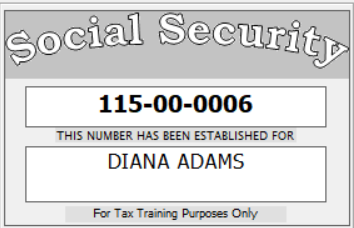 Social Security
115-00-0006
THIS NUMBER HAS BEEN ESTABLISHED FOR
DIANA ADAMS
For Tax Training Purposes Only